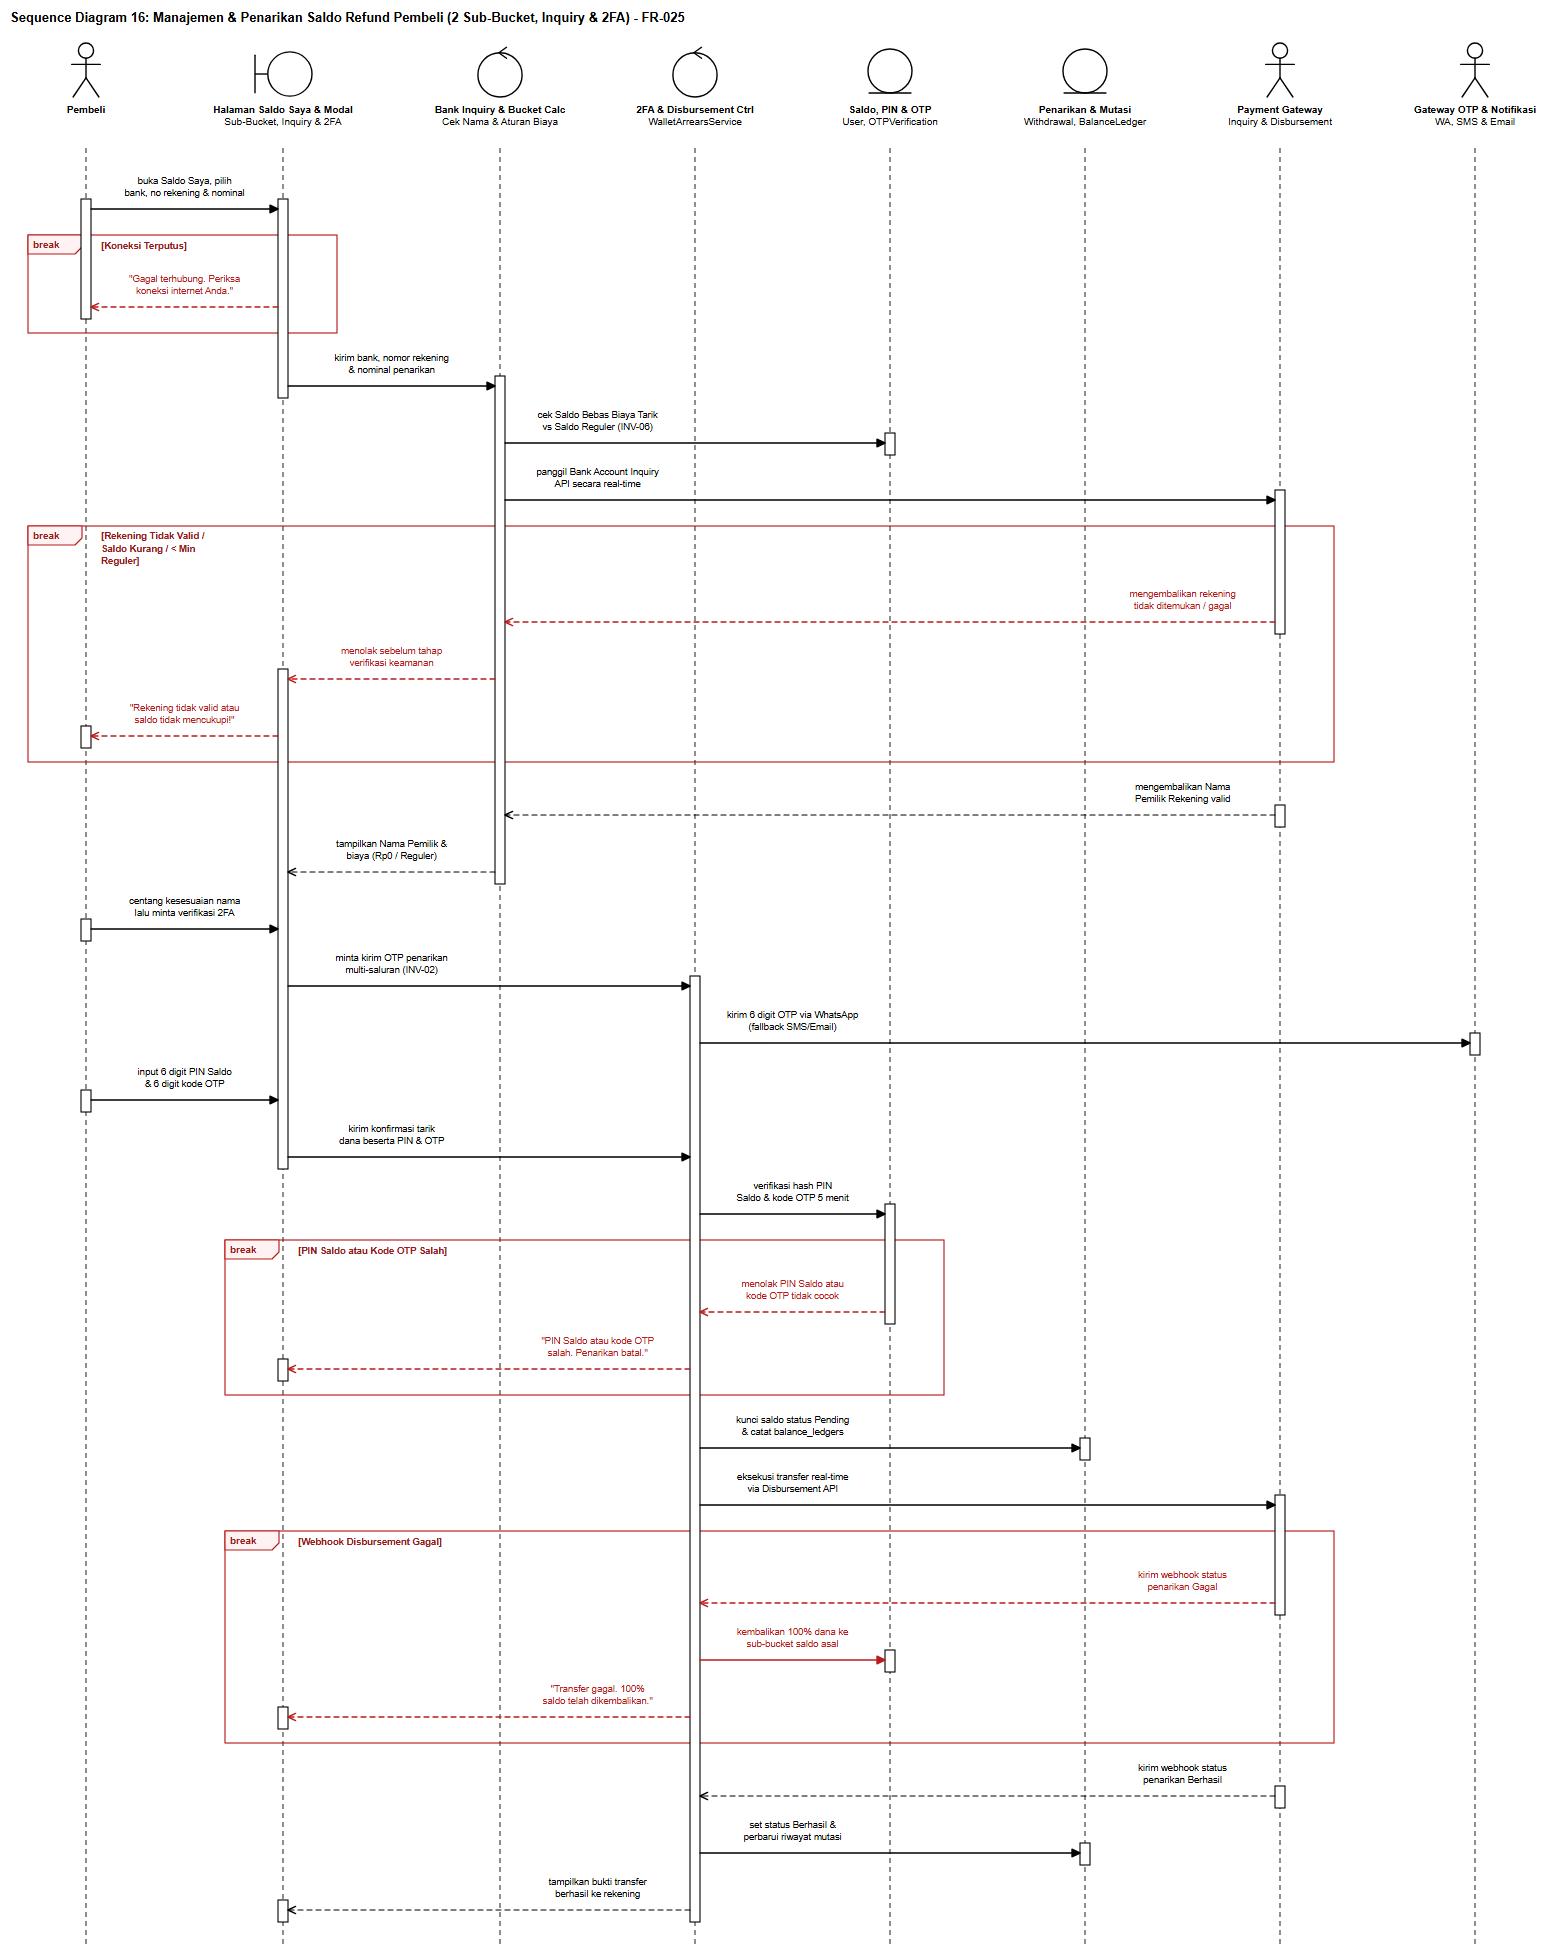 Sequence Diagram 16: Manajemen & Penarikan Saldo Refund Pembeli (2 Sub-Bucket, Inquiry & 2FA) - FR-025
Pembeli
Halaman Saldo Saya & Modal
Sub-Bucket, Inquiry & 2FA
Bank Inquiry & Bucket Calc
Cek Nama & Aturan Biaya
2FA & Disbursement Ctrl
WalletArrearsService
Saldo, PIN & OTP
User, OTPVerification
Penarikan & Mutasi
Withdrawal, BalanceLedger
Payment Gateway
Inquiry & Disbursement
Gateway OTP & Notifikasi
WA, SMS & Email
buka Saldo Saya, pilih
bank, no rekening & nominal
break
[Koneksi Terputus]
"Gagal terhubung. Periksa
koneksi internet Anda."
kirim bank, nomor rekening
& nominal penarikan
cek Saldo Bebas Biaya Tarik
vs Saldo Reguler (INV-06)
panggil Bank Account Inquiry
API secara real-time
break
[Rekening Tidak Valid /
Saldo Kurang / < Min
Reguler]
mengembalikan rekening
tidak ditemukan / gagal
menolak sebelum tahap
verifikasi keamanan
"Rekening tidak valid atau
saldo tidak mencukupi!"
mengembalikan Nama
Pemilik Rekening valid
tampilkan Nama Pemilik &
biaya (Rp0 / Reguler)
centang kesesuaian nama
lalu minta verifikasi 2FA
minta kirim OTP penarikan
multi-saluran (INV-02)
kirim 6 digit OTP via WhatsApp
(fallback SMS/Email)
input 6 digit PIN Saldo
& 6 digit kode OTP
kirim konfirmasi tarik
dana beserta PIN & OTP
verifikasi hash PIN
Saldo & kode OTP 5 menit
break
[PIN Saldo atau Kode OTP Salah]
menolak PIN Saldo atau
kode OTP tidak cocok
"PIN Saldo atau kode OTP
salah. Penarikan batal."
kunci saldo status Pending
& catat balance_ledgers
eksekusi transfer real-time
via Disbursement API
break
[Webhook Disbursement Gagal]
kirim webhook status
penarikan Gagal
kembalikan 100% dana ke
sub-bucket saldo asal
"Transfer gagal. 100%
saldo telah dikembalikan."
kirim webhook status
penarikan Berhasil
set status Berhasil &
perbarui riwayat mutasi
tampilkan bukti transfer
berhasil ke rekening